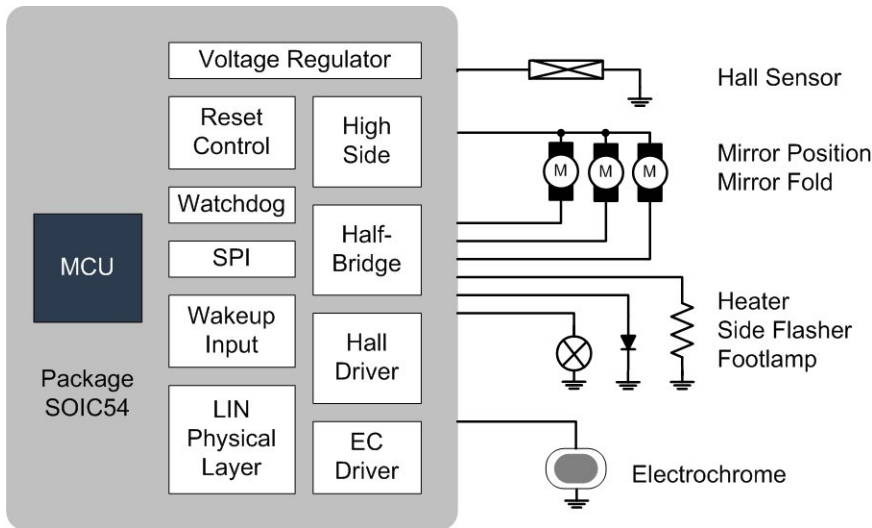 Voltage Regulator
Reset
Control
High
Side
Watchdog
SPI
Half-
Bridge
Wakeup
Input
Hall
Driver
LIN
Physical
Layer
EC
Driver
MCU
Package
SOIC54
Hall Sensor
M
M
M
Mirror Position
Mirror Fold
Heater
Side Flasher
Footlamp
Electrochrome